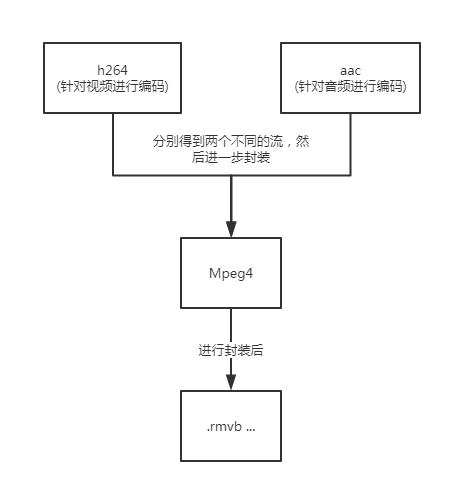 h264
(针对视频进行编码)
aac
(针对音频进行编码)
分别得到两个不同的流，然
后进一步封装
Mpeg4
进行封装后
.rmvb ...